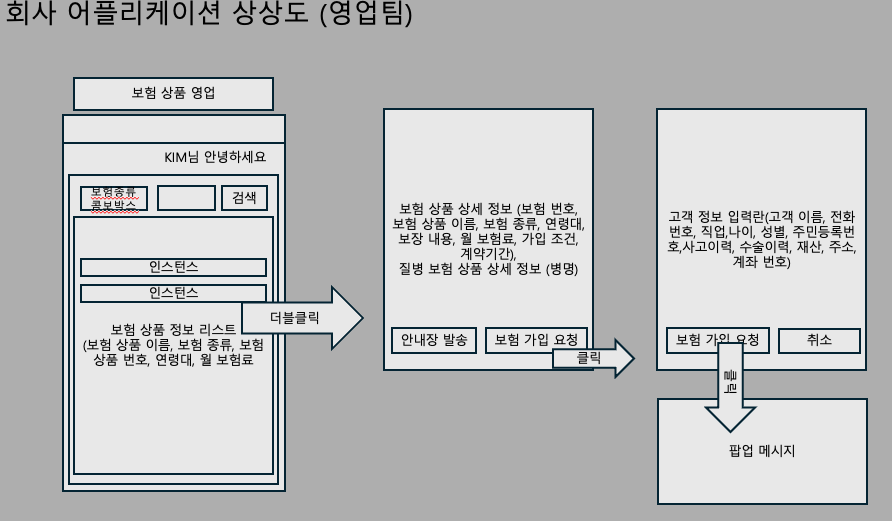 회사 어플리케이션 상상도 (영업팀)
보험 상품 영업
KIM님 안녕하세요
보험종류
콤보박스
검색
인스턴스
인스턴스
보험 상품 정보 리스트
(보험 상품 이름, 보험 종류, 보험
상품 번호, 연령대, 월 보험료
더블클릭
보험 상품 상세 정보 (보험 번호,
보험 상품 이름, 보험 종류, 연령대,
보장 내용, 월 보험료, 가입 조건,
계약기간),
질병 보험 상품 상세 정보 (병명)
안내장 발송
보험 가입 요청
클릭
고객 정보 입력란(고객 이름, 전화
번호, 직업,나이, 성별, 주민등록번
호,사고이력, 수술이력, 재산, 주소,
계좌 번호)
보험 가입 요청
취소
클릭
팝업 메시지